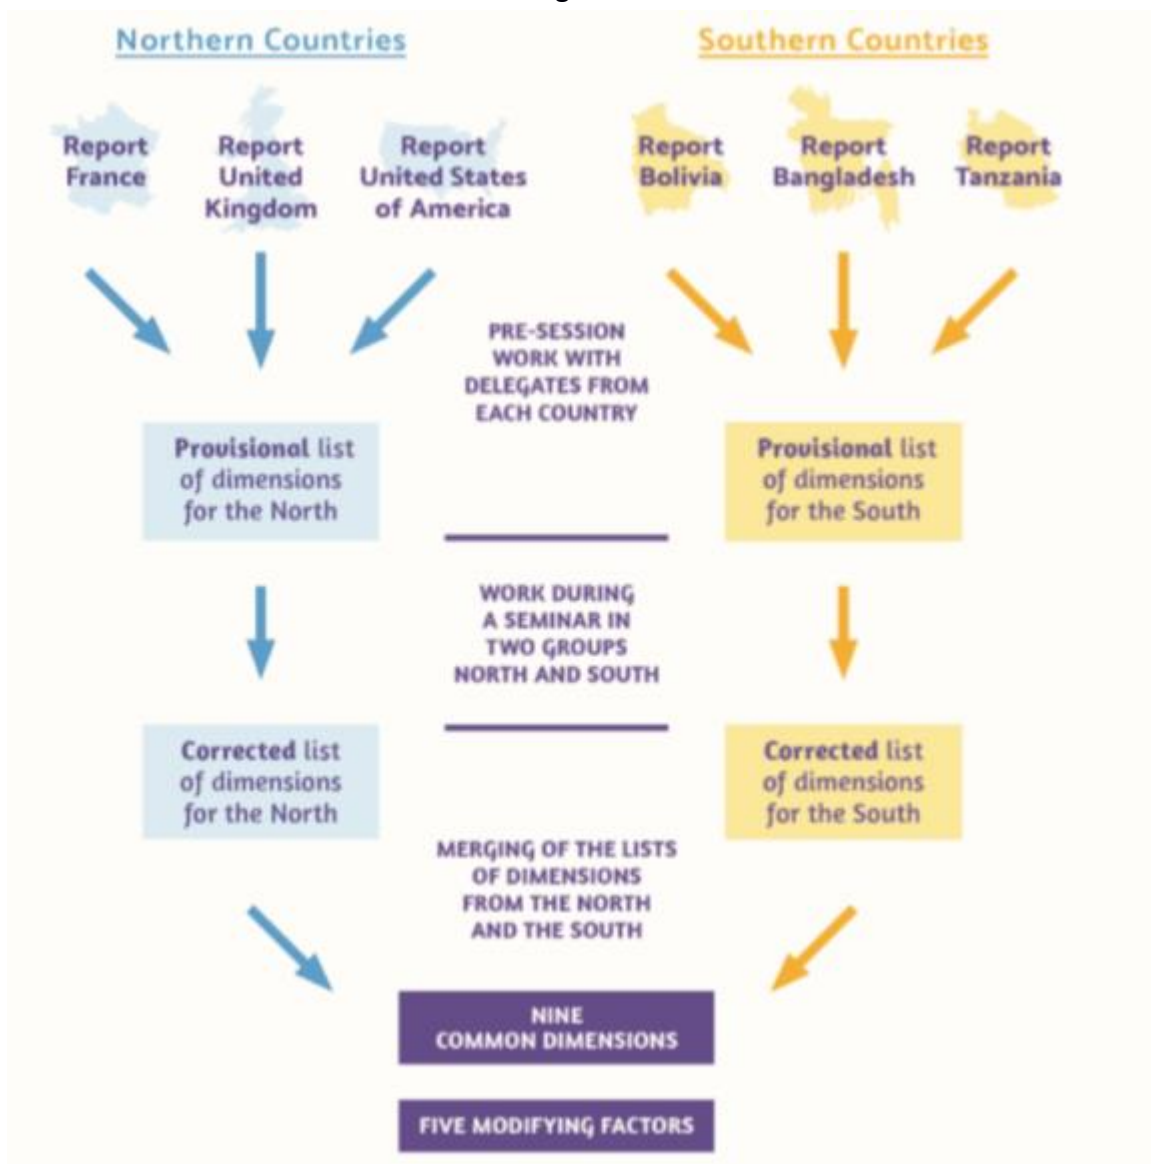 Northern Countries
Southern Countries
Report
France
Report
United
Kingdom
Report
United States
of America
Report
Bolivia
Report
Bangladesh
Report
Tanzania
PRE-SESSION
WORK WITH
DELEGATES FROM
EACH COUNTRY
Provisional list
of dimensions
for the North
Provisional list
of dimensions
for the South
WORK DURING
A SEMINAR IN
TWO GROUPS
NORTH AND SOUTH
Corrected list
of dimensions
for the North
Corrected list
of dimensions
for the South
MERGING OF THE LISTS
OF DIMENSIONS
FROM THE NORTH
AND THE SOUTH
NINE
COMMON DIMENSIONS
FIVE MODIFYING FACTORS